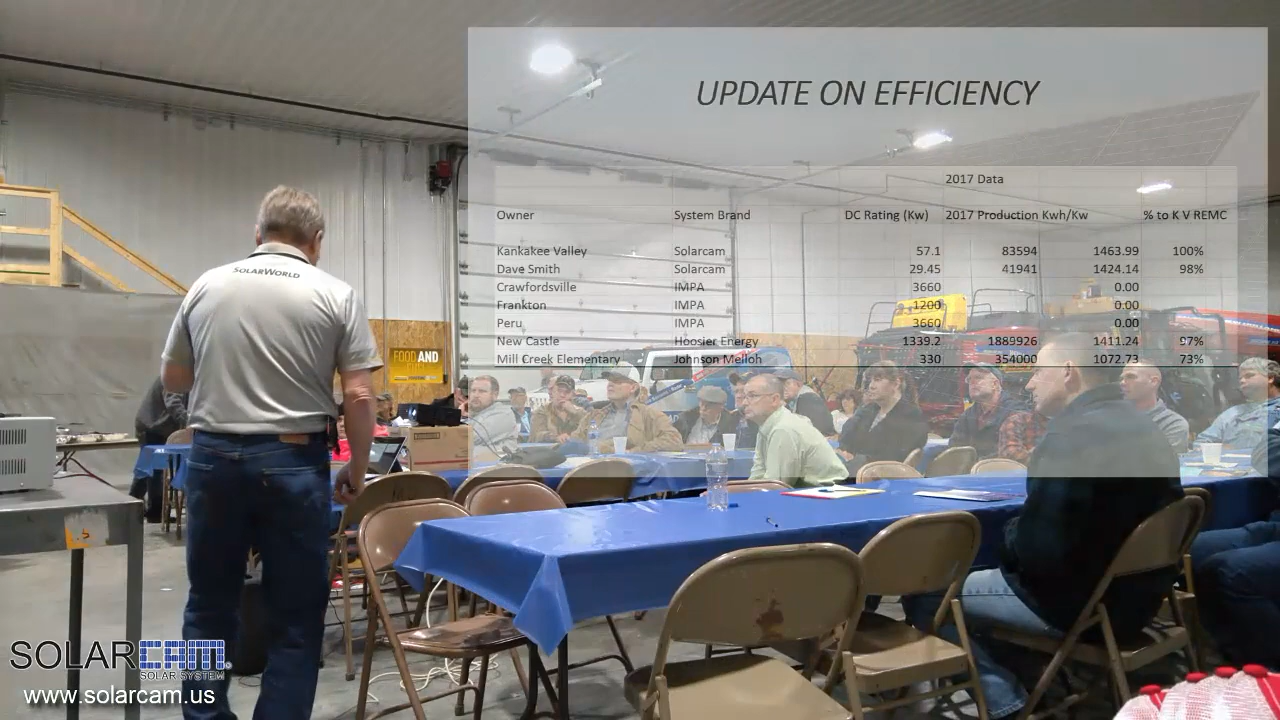 UPDATE ON EFFICIENCY
2017 Data
Owner System Brand DC Rating (Kw) 2017 Production Kwh/Kw % to K V REMC
Kankakee Valley Solarcam 57.1 83594 1463.99 100%
Dave Smith Solarcam 29.45 41941 1424.14 98%
Crawfordsville IMPA 3660 0.00
Frankton IMPA 1200 0.00
Peru IMPA 3660 0.00
New Castle Hoosier Energy 1339.2 1889926 1411.24 97%
Mill Creek Elementary Johnson Melloh 330 354000 1072.73 73%
SOLARWORLD
FOOD AND
SOLARCAM
SOLAR SYSTEM
www.solarcam.us